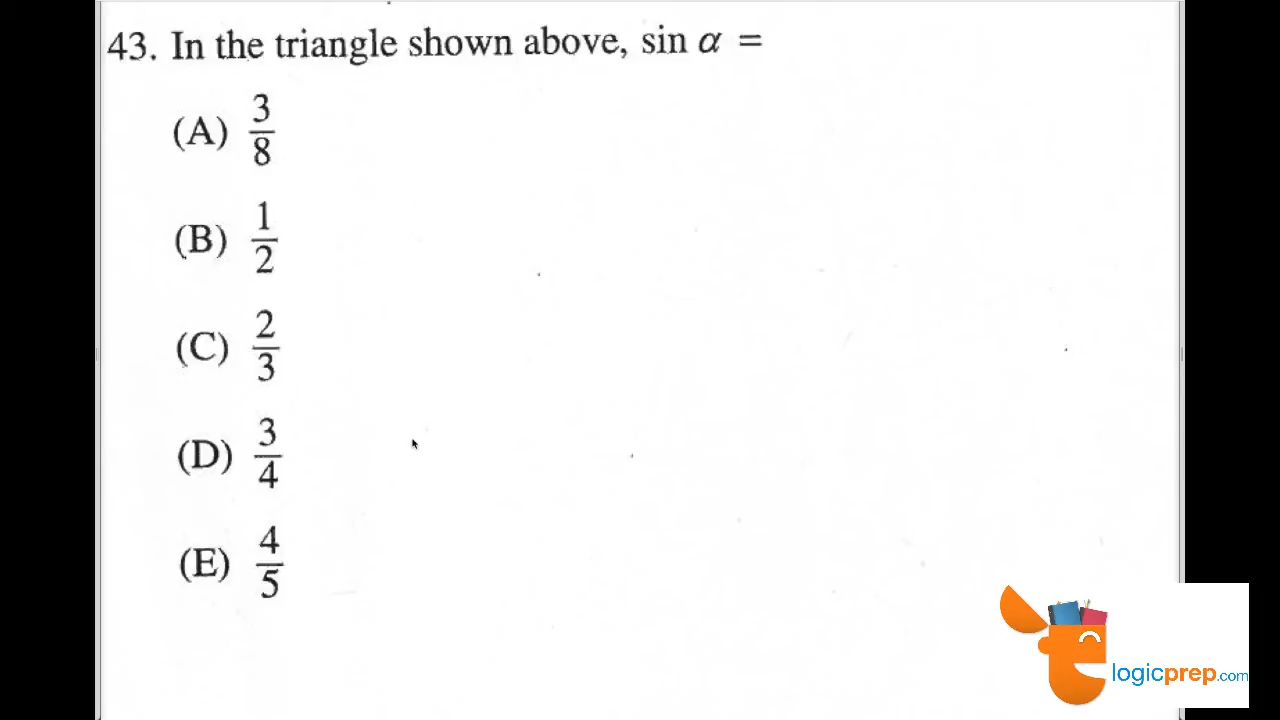 43. In the triangle shown above, sin α =
(A) 3/8
(B) 1/2
(C) 2/3
(D) 3/4
(E) 4/5
logicprep.com